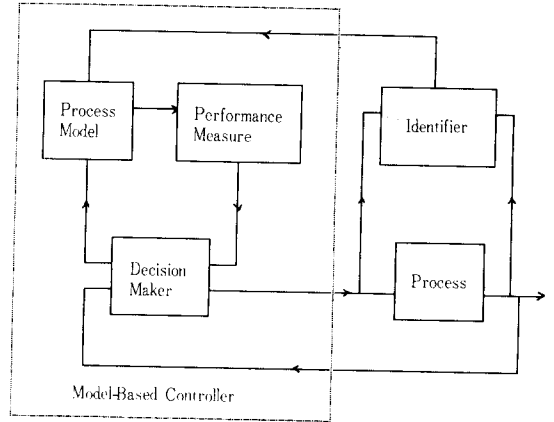 Process
Model
Performance
Measure
Identifier
Decision
Maker
Process
Model-Based Controller